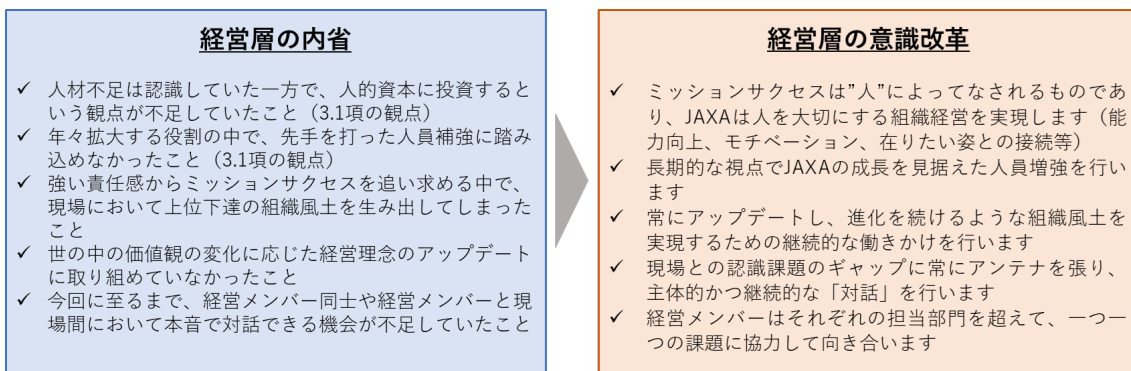 経営層の内省
✓ 人材不足は認識していた一方で、人的資本に投資すると
いう観点が不足していたこと（3.1項の観点）
✓ 年々拡大する役割の中で、先手を打った人員補強に踏み
込めなかったこと（3.1項の観点）
✓ 強い責任感からミッションサクセスを追い求める中で、
現場において上位下達の組織風土を生み出してしまった
こと
✓ 世の中の価値観の変化に応じた経営理念のアップデート
に取り組めていなかったこと
✓ 今回に至るまで、経営メンバー同士や経営メンバーと現
場間において本音で対話できる機会が不足していたこと
経営層の意識改革
✓ ミッションサクセスは”人”によってなされるものであ
り、JAXAは人を大切にする組織経営を実現します（能
力向上、モチベーション、在りたい姿との接続等）
✓ 長期的な視点でJAXAの成長を見据えた人員増強を行い
ます
✓ 常にアップデートし、進化を続けるような組織風土を
実現するための継続的な働きかけを行います
✓ 現場との認識課題のギャップに常にアンテナを張り、
主体的かつ継続的な「対話」を行います
✓ 経営メンバーはそれぞれの担当部門を超えて、一つ一
つの課題に協力して向き合います